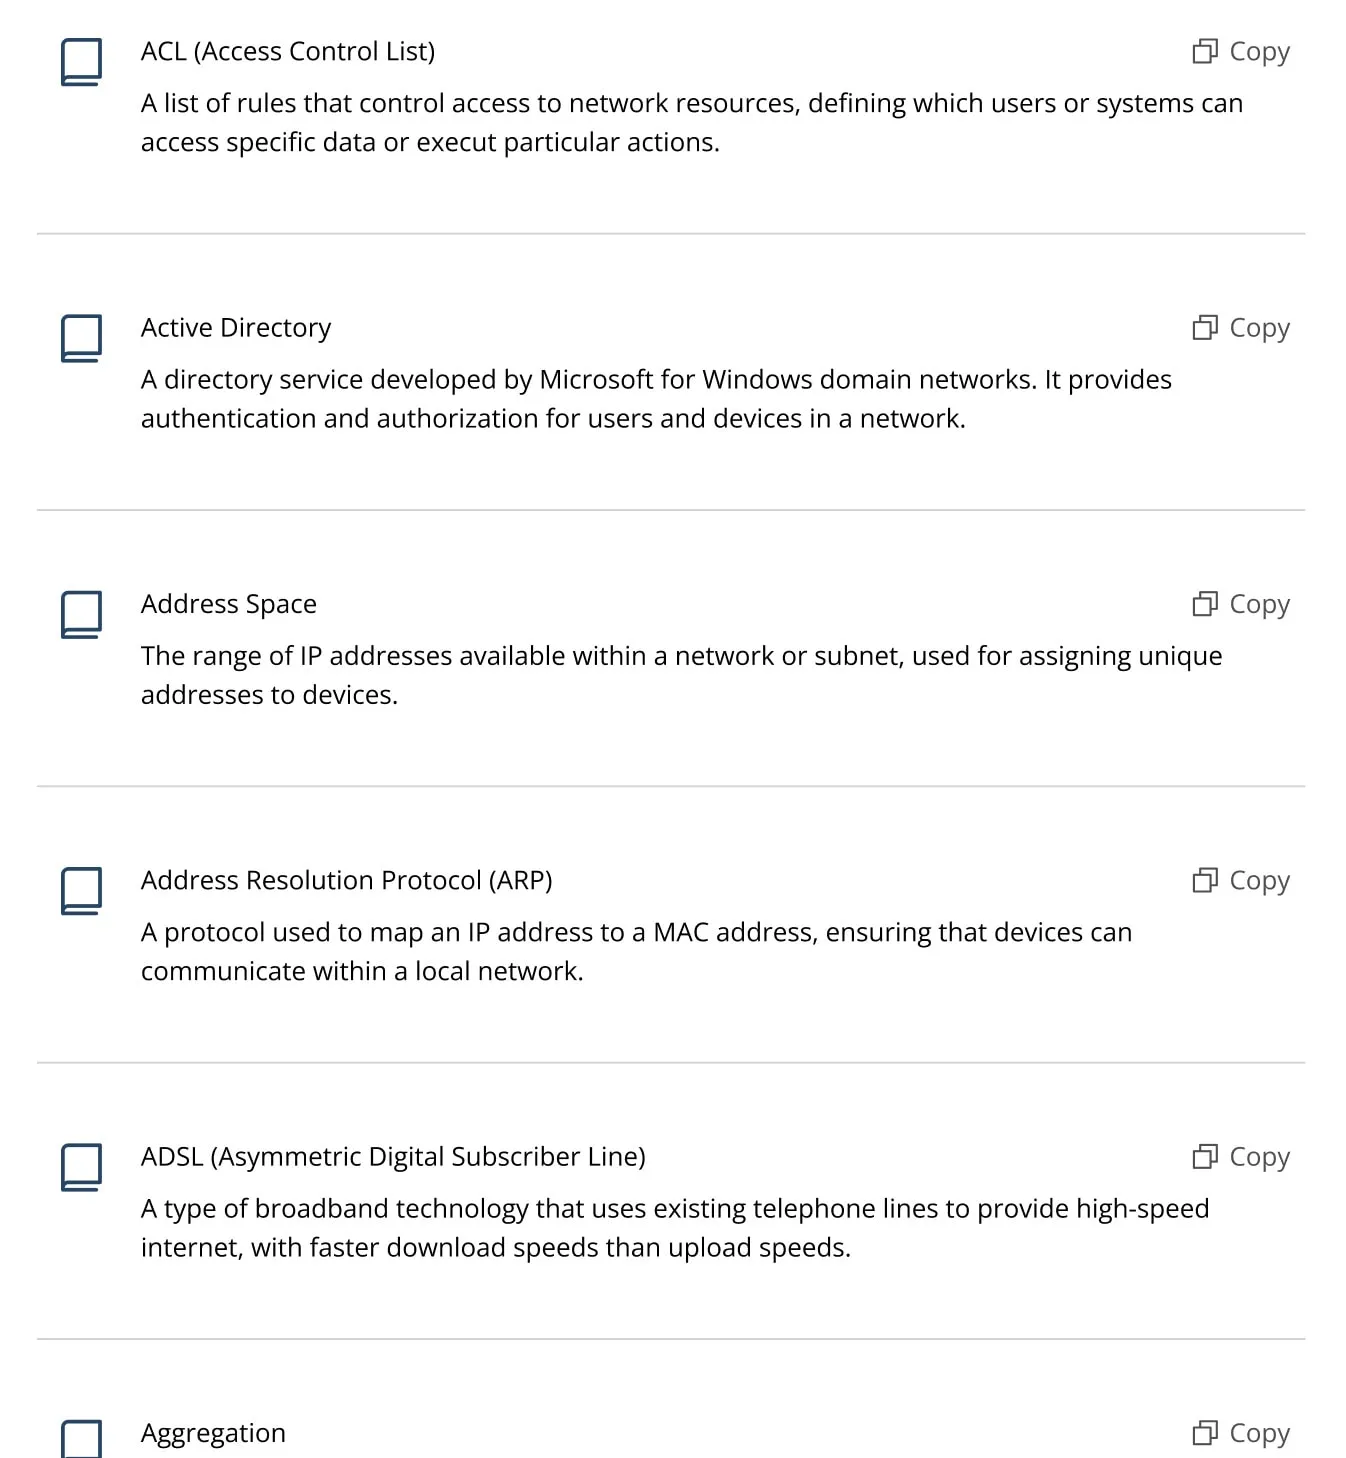 ACL (Access Control List)
Copy
A list of rules that control access to network resources, defining which users or systems can
access specific data or execut particular actions.
Active Directory
Copy
A directory service developed by Microsoft for Windows domain networks. It provides
authentication and authorization for users and devices in a network.
Address Space
Copy
The range of IP addresses available within a network or subnet, used for assigning unique
addresses to devices.
Address Resolution Protocol (ARP)
Copy
A protocol used to map an IP address to a MAC address, ensuring that devices can
communicate within a local network.
ADSL (Asymmetric Digital Subscriber Line)
Copy
A type of broadband technology that uses existing telephone lines to provide high-speed
internet, with faster download speeds than upload speeds.
Aggregation
Copy